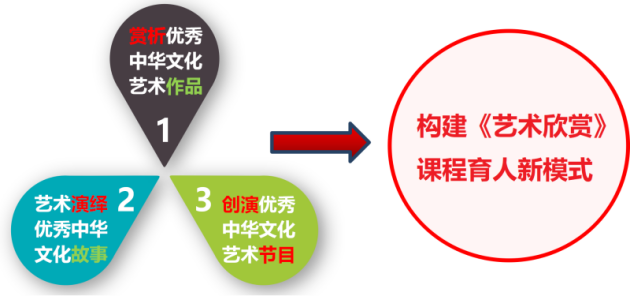 赏析优秀
中华文化
艺术作品
1
艺术演绎
优秀中华
文化故事
2
3
创演优秀
中华文化
艺术节目
构建《艺术欣赏》
课程育人新模式